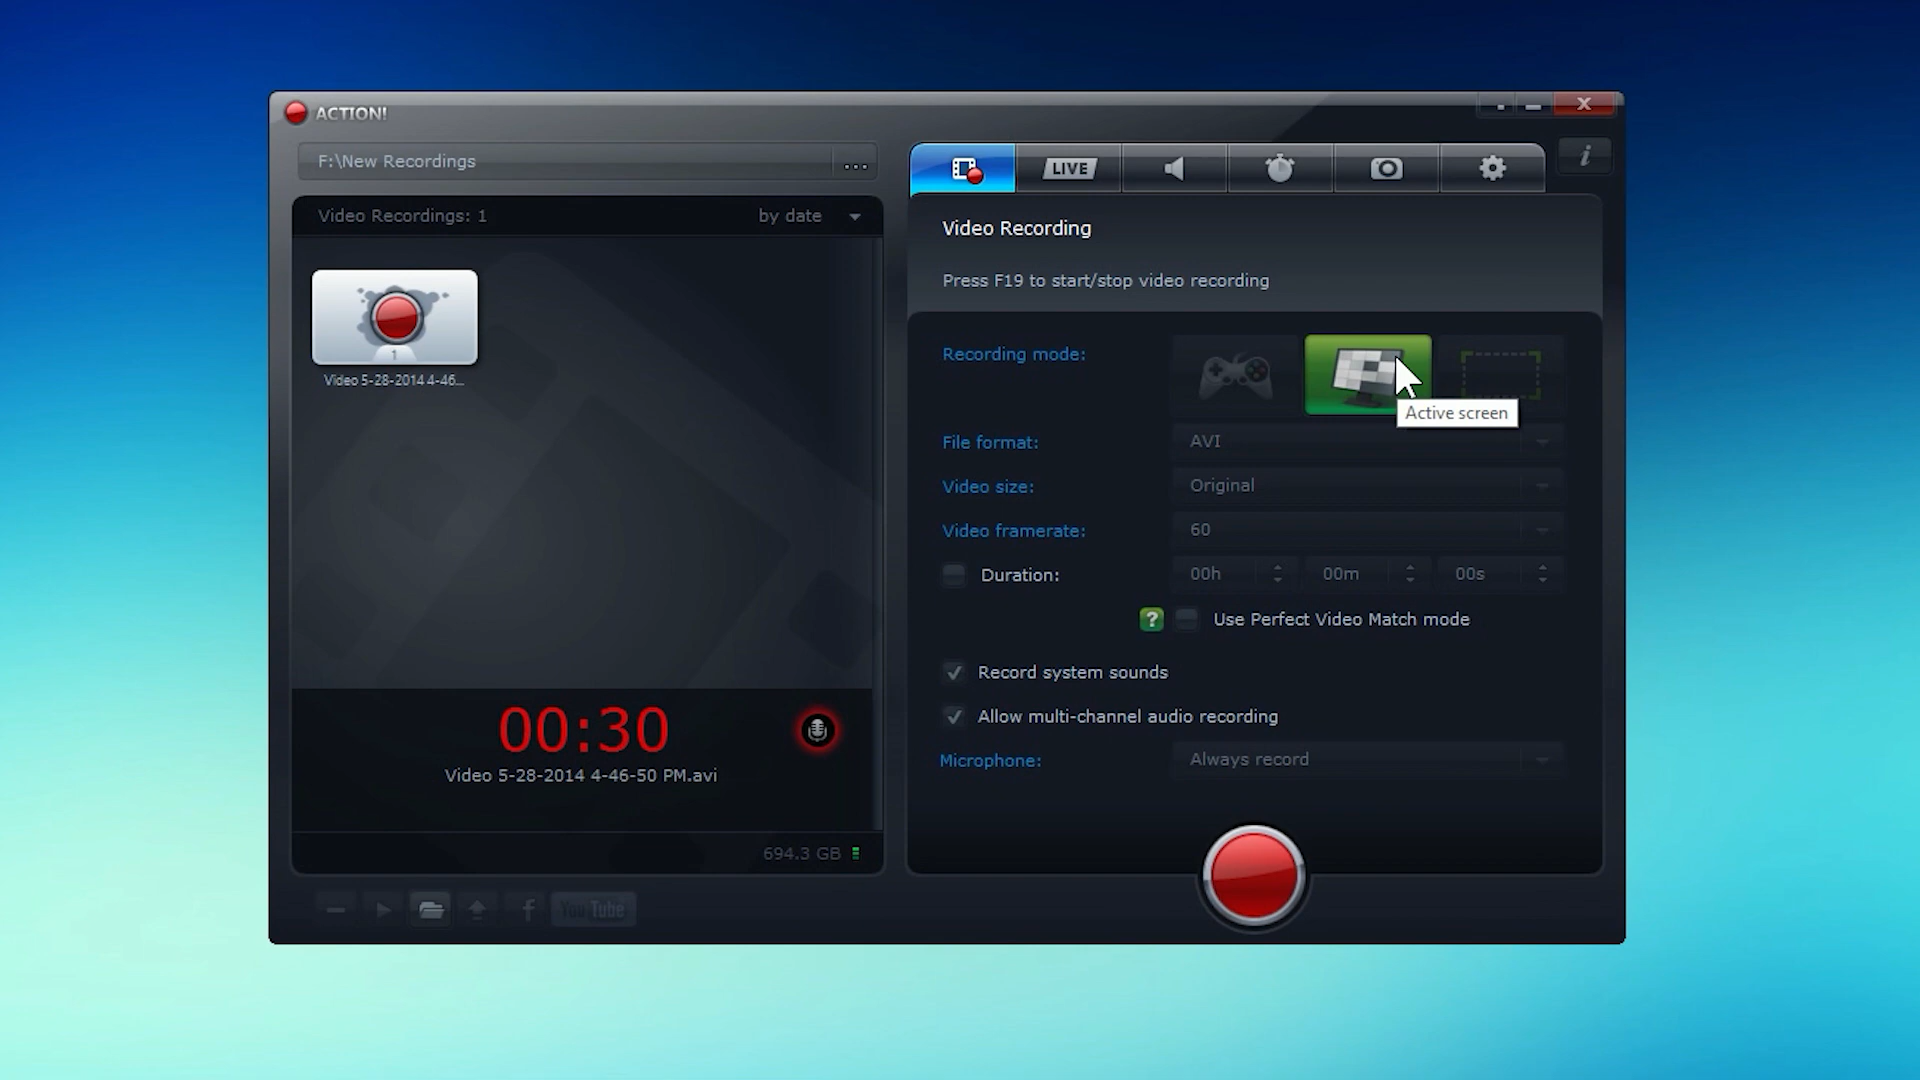 ACTION!
F:\New Recordings
...
LIVE
i
Video Recordings: 1
by date
1
Video 5-28-2014 4-46...
00:30
Video 5-28-2014 4-46-50 PM.avi
694.3 GB
f
You Tube
Video Recording
Press F19 to start/stop video recording
Recording mode:
Active screen
File format:
AVI
Video size:
Original
Video framerate:
60
Duration:
00h
00m
00s
? Use Perfect Video Match mode
Record system sounds
Allow multi-channel audio recording
Microphone:
Always record